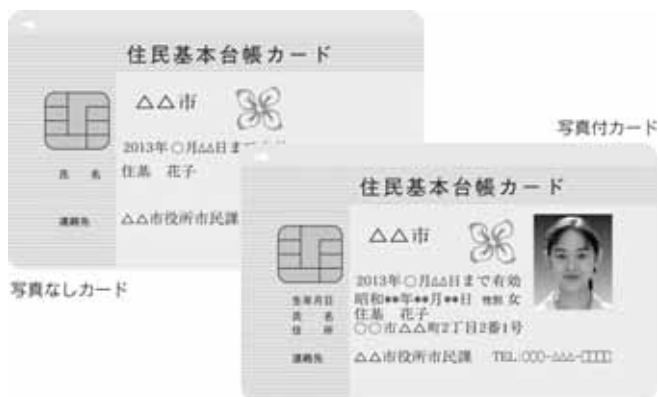 住民基本台帳カード
△△市
2013年○月△△日まで
氏　名　住基　花子
連絡先　△△市役所市民課
写真なしカード
写真付カード
住民基本台帳カード
△△市
2013年○月△△日まで有効
生年月日　昭和**年**月**日　性別 女
氏　名　住基　花子
住　所　○○市△△町2丁目2番1号
連絡先　△△市役所市民課　TEL:○○○-△△△-□□□□